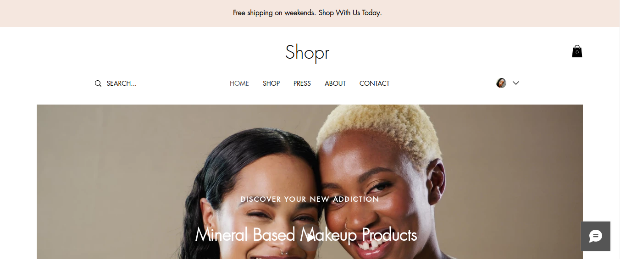 Free shipping on weekends. Shop With Us Today.
Shopr
SEARCH...
HOME SHOP PRESS ABOUT CONTACT
DISCOVER YOUR NEW ADDICTION
Mineral Based Makeup Products